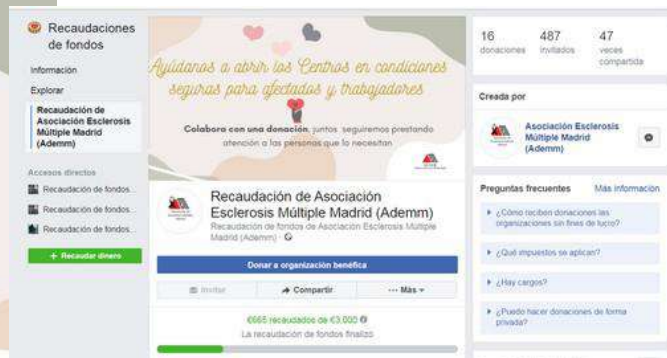 Recaudaciones
de fondos
Información
Explorar
Recaudación de
Asociación Esclerosis
Múltiple Madrid
(Ademm)
Accesos directos
Recaudación de fondos...
Recaudación de fondos...
Recaudación de fondos...
+ Recaudar dinero
Ayúdanos a abrir los Centros en condiciones
seguras para afectados y trabajadores
Colabora con una donación, juntos seguiremos prestando
atención a las personas que lo necesitan
Recaudación de Asociación
Esclerosis Múltiple Madrid (Ademm)
Recaudación de fondos de Asociación Esclerosis Múltiple
Madrid (Ademm) ·
Donar a organización benéfica
Invitar
Compartir
··· Más
€665 recaudados de €3,000
La recaudación de fondos finalizó
16
donaciones
487
invitados
47
veces
compartida
Creada por
Asociación Esclerosis
Múltiple Madrid
(Ademm)
Preguntas frecuentes
Más información
¿Cómo reciben donaciones las
organizaciones sin fines de lucro?
¿Qué impuestos se aplican?
¿Hay cargos?
¿Puedo hacer donaciones de forma
privada?